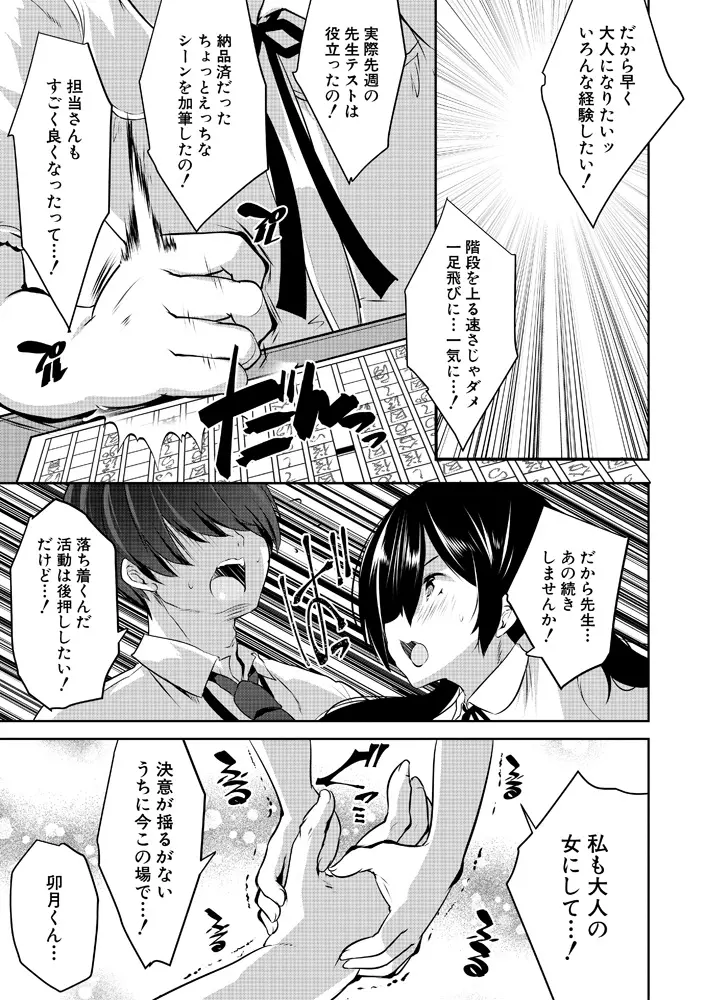 だから早く
大人になりたいッ
いろんな経験したい！
階段を上る速さじゃダメ
一足飛びに…一気に…！
実際先週の
先生テストは
役立ったの！
納品済だった
ちょっとえっちな
シーンを加筆したの！
担当さんも
すごく良くなったって…！
だんっ
だから先生…
あの続き
しませんか！
落ち着くんだ
活動は後押ししたい！
だけど…！
私も大人の
女にして…！
決意が揺るがない
うちに今この場で…！
卯月くん…